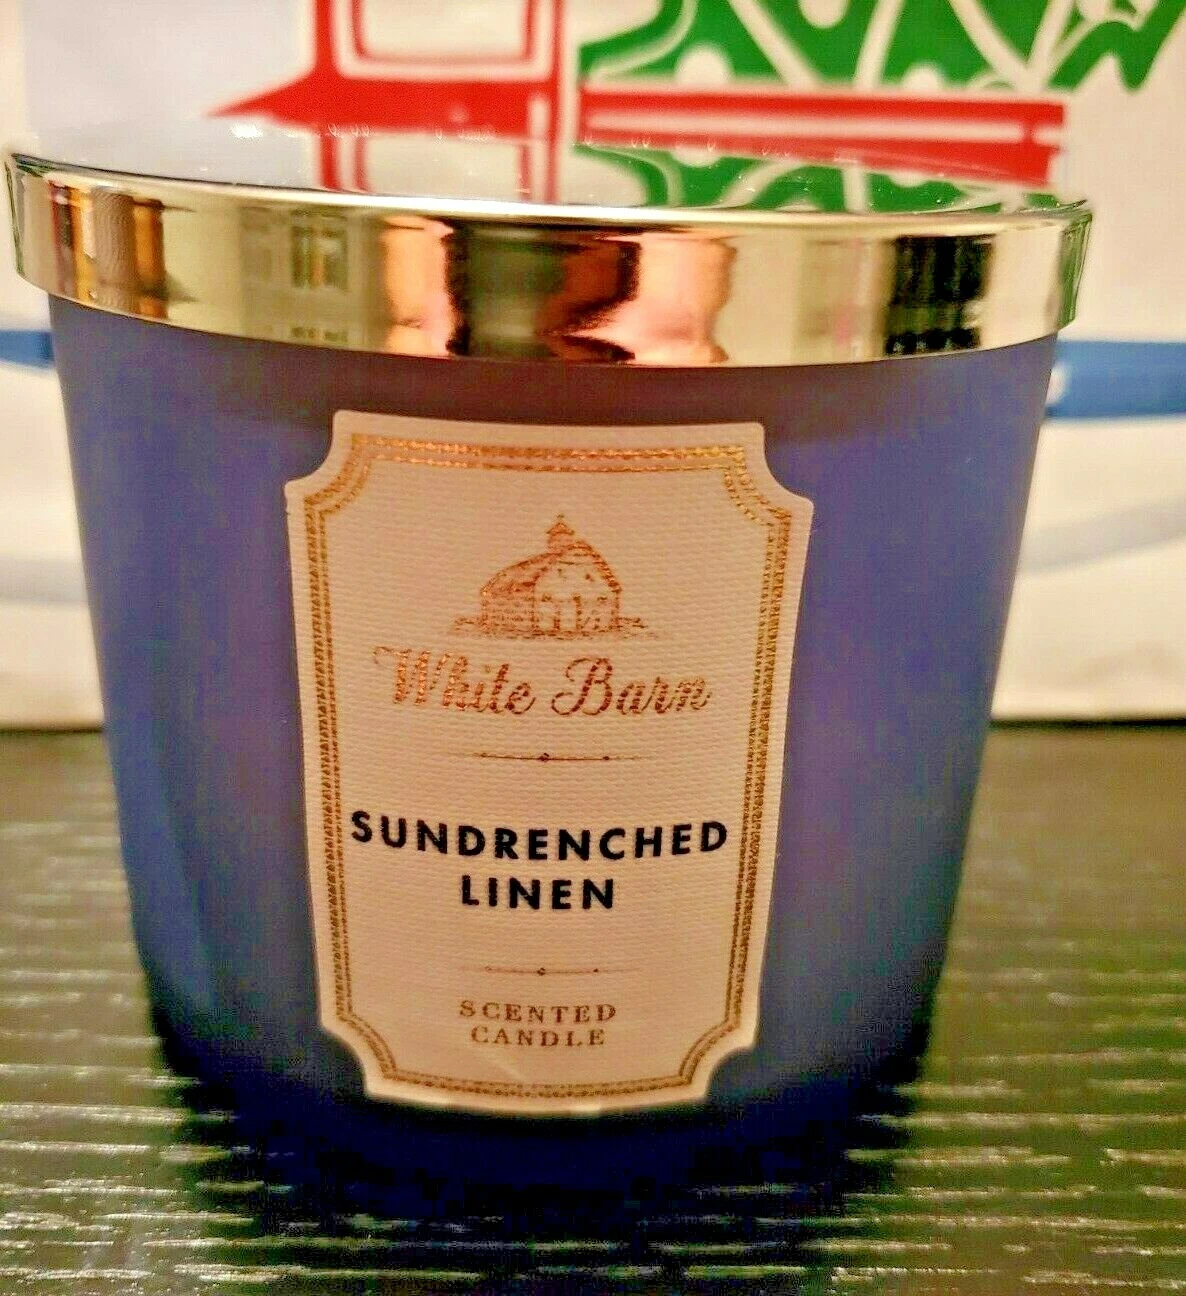 White Barn
SUNDRENCHED
LINEN
SCENTED
CANDLE